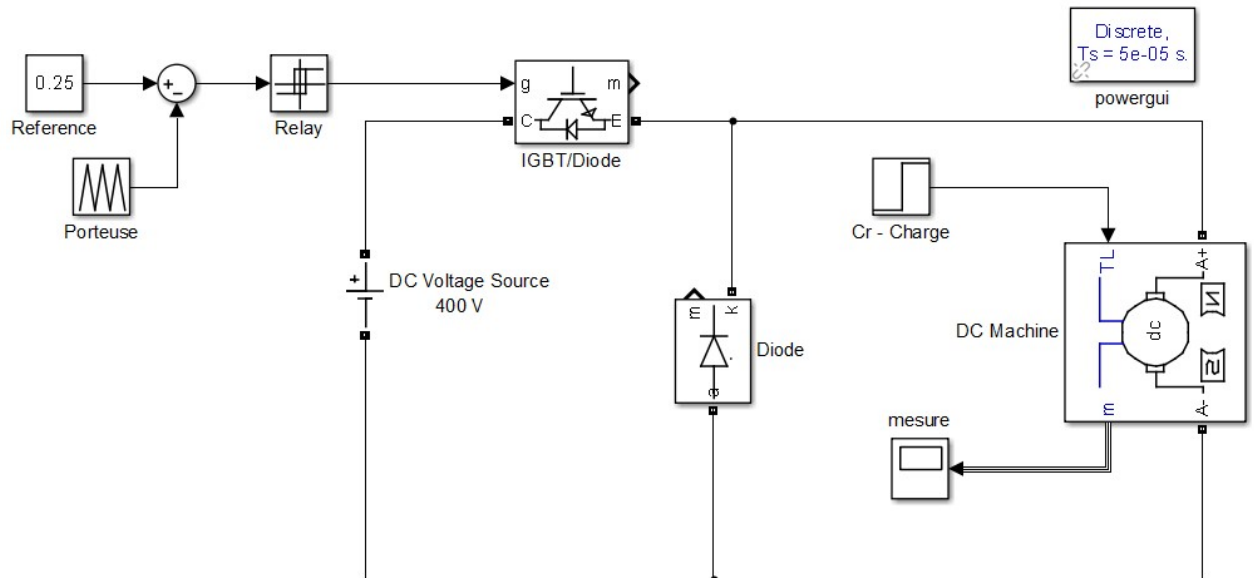 Discrete,
Ts = 5e-05 s.
powergui
0.25
Reference
+
-
Relay
g
m
C
E
IGBT/Diode
Porteuse
Cr - Charge
+
DC Voltage Source
400 V
m
k
a
Diode
TL
A+
N
dc
S
DC Machine
m
A-
mesure